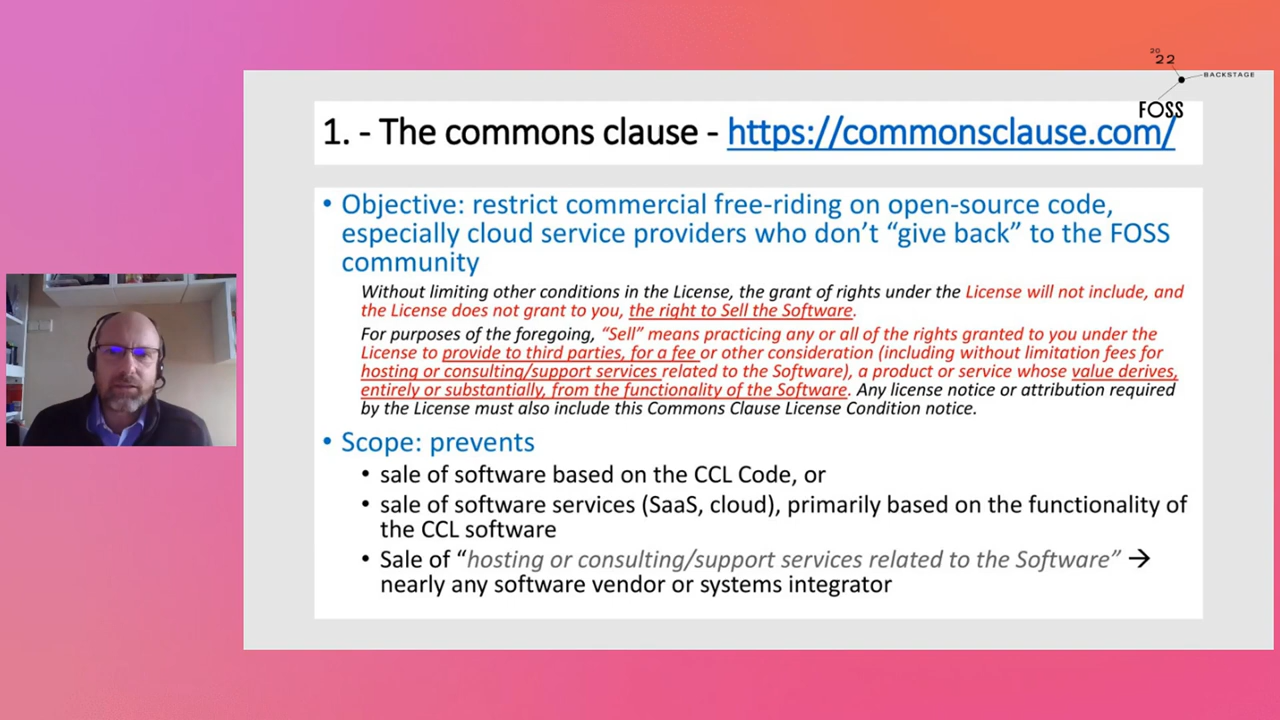 20
22
BACKSTAGE
FOSS
1. - The commons clause - https://commonsclause.com/
• Objective: restrict commercial free-riding on open-source code,
especially cloud service providers who don’t “give back” to the FOSS
community
Without limiting other conditions in the License, the grant of rights under the License will not include, and
the License does not grant to you, the right to Sell the Software.
For purposes of the foregoing, “Sell” means practicing any or all of the rights granted to you under the
License to provide to third parties, for a fee or other consideration (including without limitation fees for
hosting or consulting/support services related to the Software), a product or service whose value derives,
entirely or substantially, from the functionality of the Software. Any license notice or attribution required
by the License must also include this Commons Clause License Condition notice.
• Scope: prevents
• sale of software based on the CCL Code, or
• sale of software services (SaaS, cloud), primarily based on the functionality of
the CCL software
• Sale of “hosting or consulting/support services related to the Software” →
nearly any software vendor or systems integrator